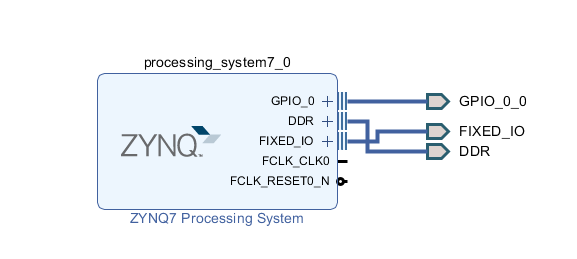 processing_system7_0
GPIO_0
DDR
FIXED_IO
FCLK_CLK0
FCLK_RESET0_N
ZYNQ
ZYNQ7 Processing System
GPIO_0_0
FIXED_IO
DDR